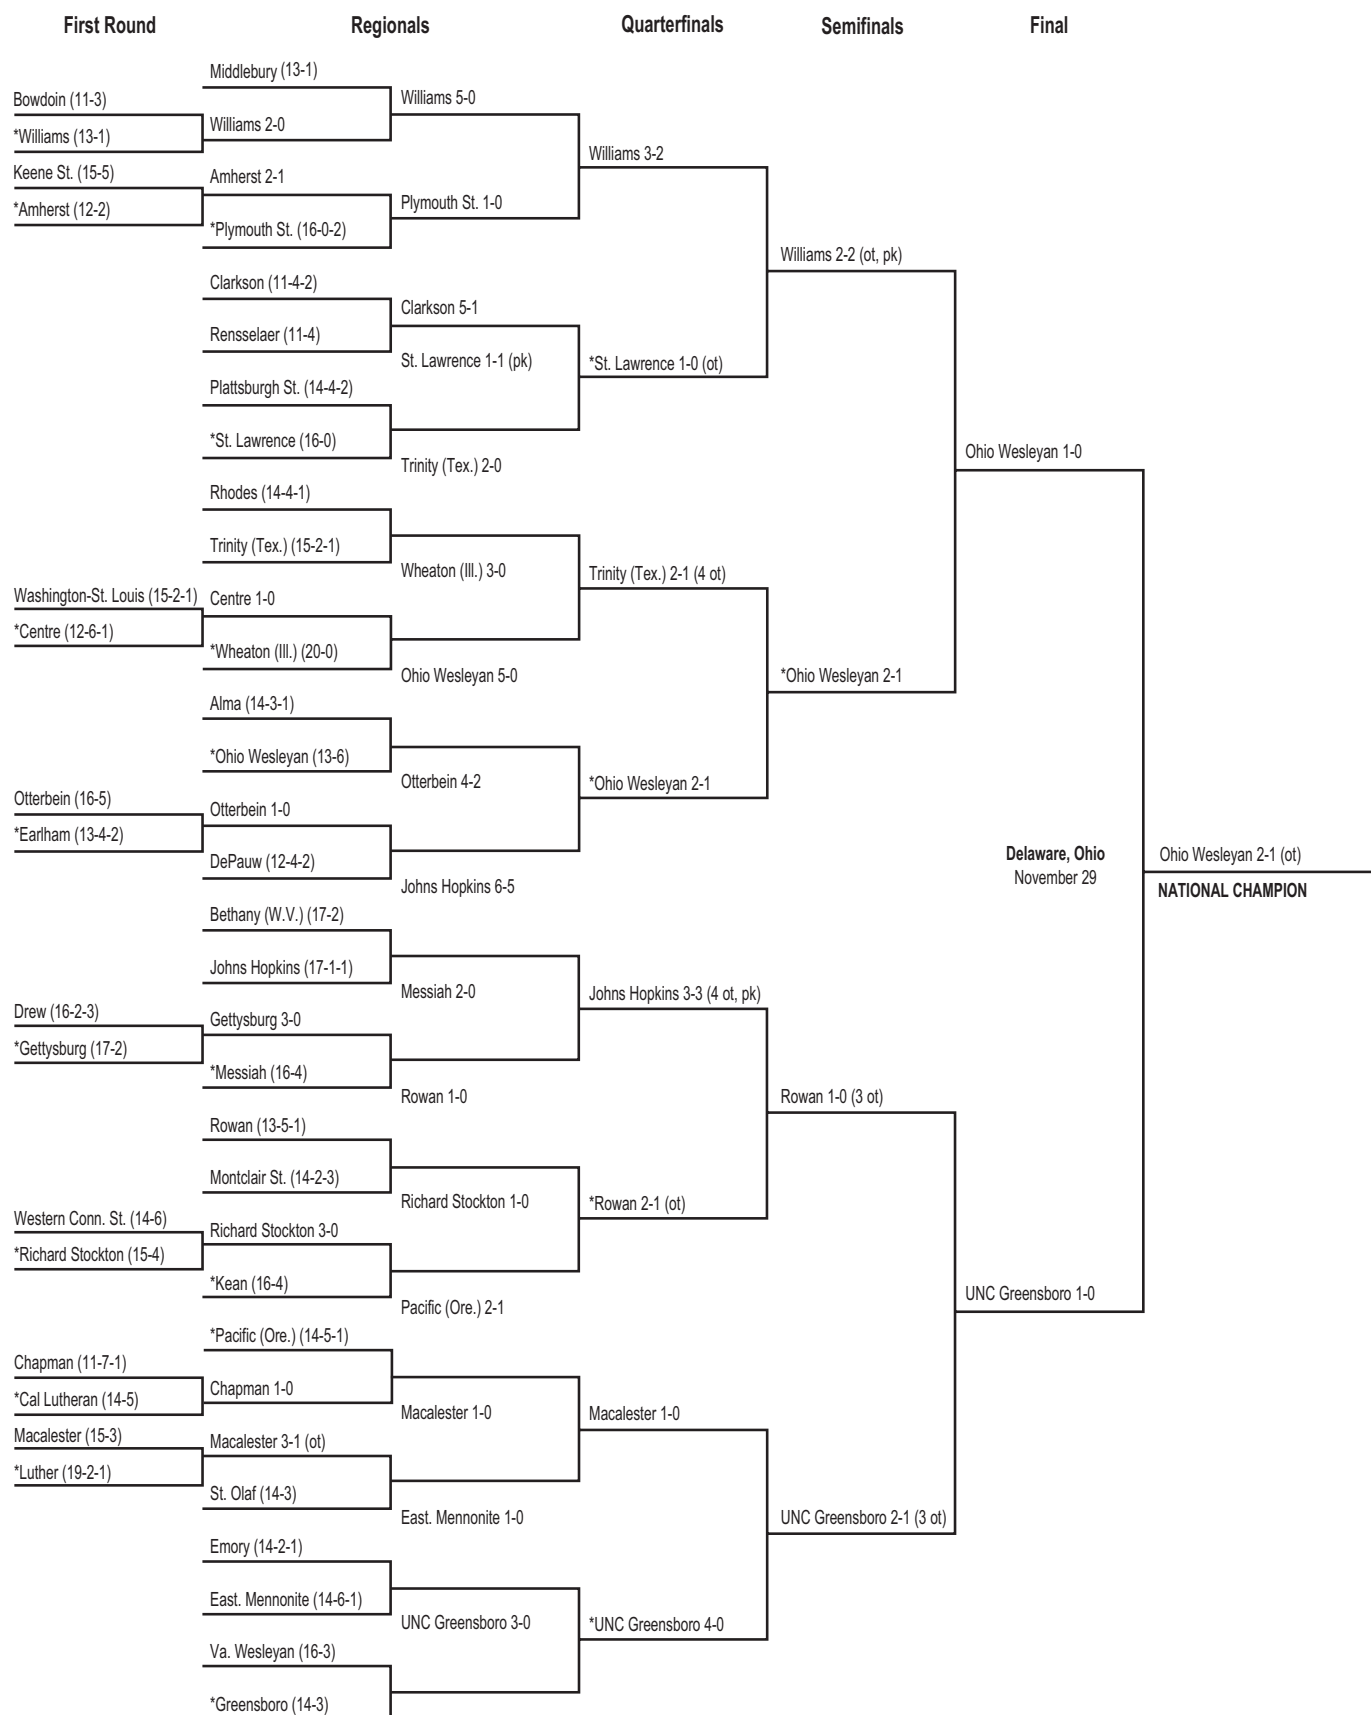 First Round
Regionals
Quarterfinals
Semifinals
Final
Middlebury (13-1)
Bowdoin (11-3)
Williams 5-0
Williams 2-0
*Williams (13-1)
Williams 3-2
Keene St. (15-5)
Amherst 2-1
*Amherst (12-2)
Plymouth St. 1-0
*Plymouth St. (16-0-2)
Williams 2-2 (ot, pk)
Clarkson (11-4-2)
Clarkson 5-1
Rensselaer (11-4)
St. Lawrence 1-1 (pk)
*St. Lawrence 1-0 (ot)
Plattsburgh St. (14-4-2)
*St. Lawrence (16-0)
Ohio Wesleyan 1-0
Trinity (Tex.) 2-0
Rhodes (14-4-1)
Trinity (Tex.) (15-2-1)
Wheaton (Ill.) 3-0
Trinity (Tex.) 2-1 (4 ot)
Washington-St. Louis (15-2-1)
Centre 1-0
*Centre (12-6-1)
*Wheaton (Ill.) (20-0)
Ohio Wesleyan 5-0
*Ohio Wesleyan 2-1
Alma (14-3-1)
*Ohio Wesleyan (13-6)
Otterbein 4-2
*Ohio Wesleyan 2-1
Otterbein (16-5)
Otterbein 1-0
*Earlham (13-4-2)
Delaware, Ohio
Ohio Wesleyan 2-1 (ot)
DePauw (12-4-2)
November 29
Johns Hopkins 6-5
NATIONAL CHAMPION
Bethany (W.V.) (17-2)
Johns Hopkins (17-1-1)
Messiah 2-0
Johns Hopkins 3-3 (4 ot, pk)
Drew (16-2-3)
Gettysburg 3-0
*Gettysburg (17-2)
*Messiah (16-4)
Rowan 1-0
Rowan 1-0 (3 ot)
Rowan (13-5-1)
Montclair St. (14-2-3)
Richard Stockton 1-0
*Rowan 2-1 (ot)
Western Conn. St. (14-6)
Richard Stockton 3-0
*Richard Stockton (15-4)
*Kean (16-4)
UNC Greensboro 1-0
Pacific (Ore.) 2-1
*Pacific (Ore.) (14-5-1)
Chapman (11-7-1)
Chapman 1-0
*Cal Lutheran (14-5)
Macalester 1-0
Macalester 1-0
Macalester (15-3)
Macalester 3-1 (ot)
*Luther (19-2-1)
St. Olaf (14-3)
East. Mennonite 1-0
UNC Greensboro 2-1 (3 ot)
Emory (14-2-1)
East. Mennonite (14-6-1)
UNC Greensboro 3-0
*UNC Greensboro 4-0
Va. Wesleyan (16-3)
*Greensboro (14-3)